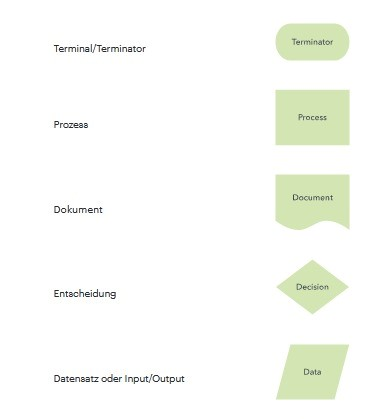 Terminal/Terminator
Terminator
Prozess
Process
Dokument
Document
Entscheidung
Decision
Datensatz oder Input/Output
Data